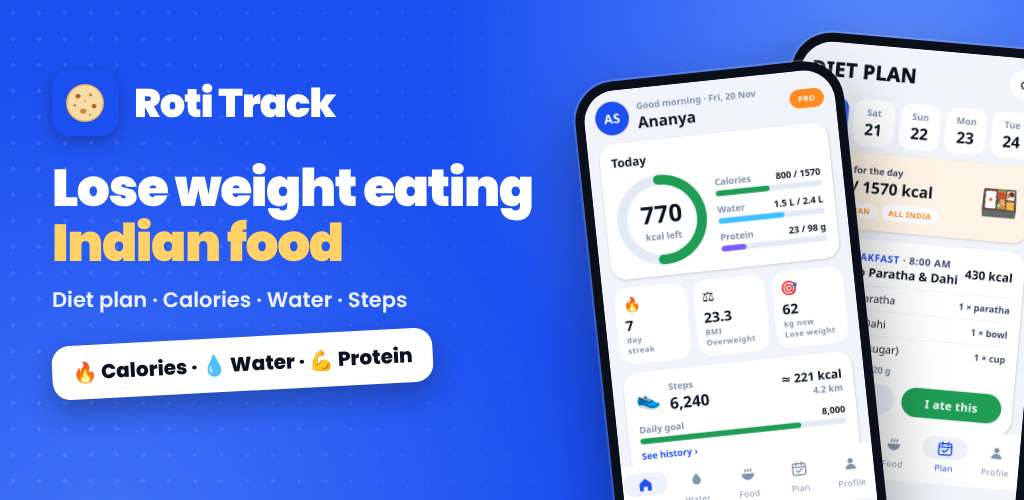 Roti Track
Lose weight eating
Indian food
Diet plan · Calories · Water · Steps
🔥 Calories · 💧 Water · 💪 Protein
AS
Good morning · Fri, 20 Nov
Ananya
PRO
Today
770
kcal left
Calories 800 / 1570
Water 1.5 L / 2.4 L
Protein 23 / 98 g
🔥
7
day
streak
⚖
23.3
BMI
Overweight
🎯
62
kg now
Lose weight
Steps
6,240
≈ 221 kcal
4.2 km
Daily goal 8,000
See history ›
Water
Food
Plan
Profile
DIET PLAN
Sat
21
Sun
22
Mon
23
Tue
24
for the day
/ 1570 kcal
ALL INDIA
· 8:00 AM
Paratha & Dahi
430 kcal
1 × paratha
1 × bowl
sugar)
1 × cup
20 g
I ate this
Food
Plan
Profile